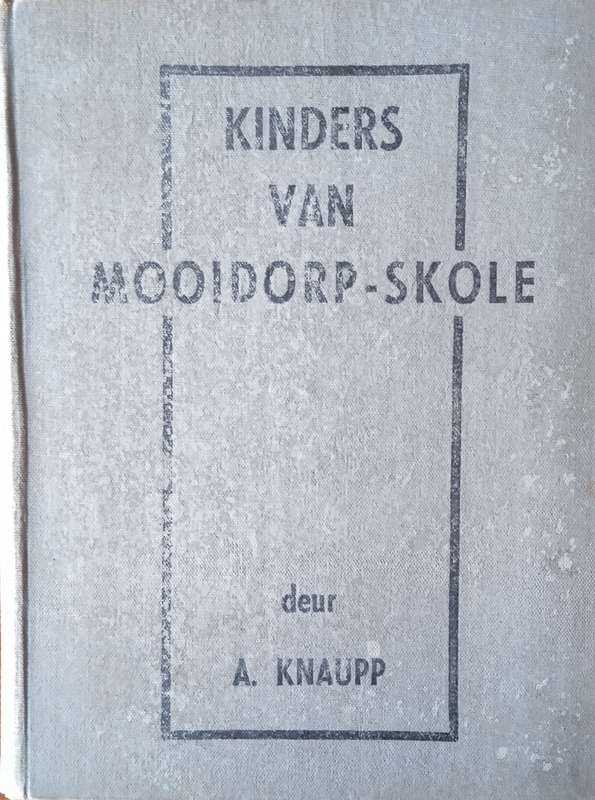 KINDERS
VAN
MOOIDORP-SKOLE
deur
A. KNAUPP